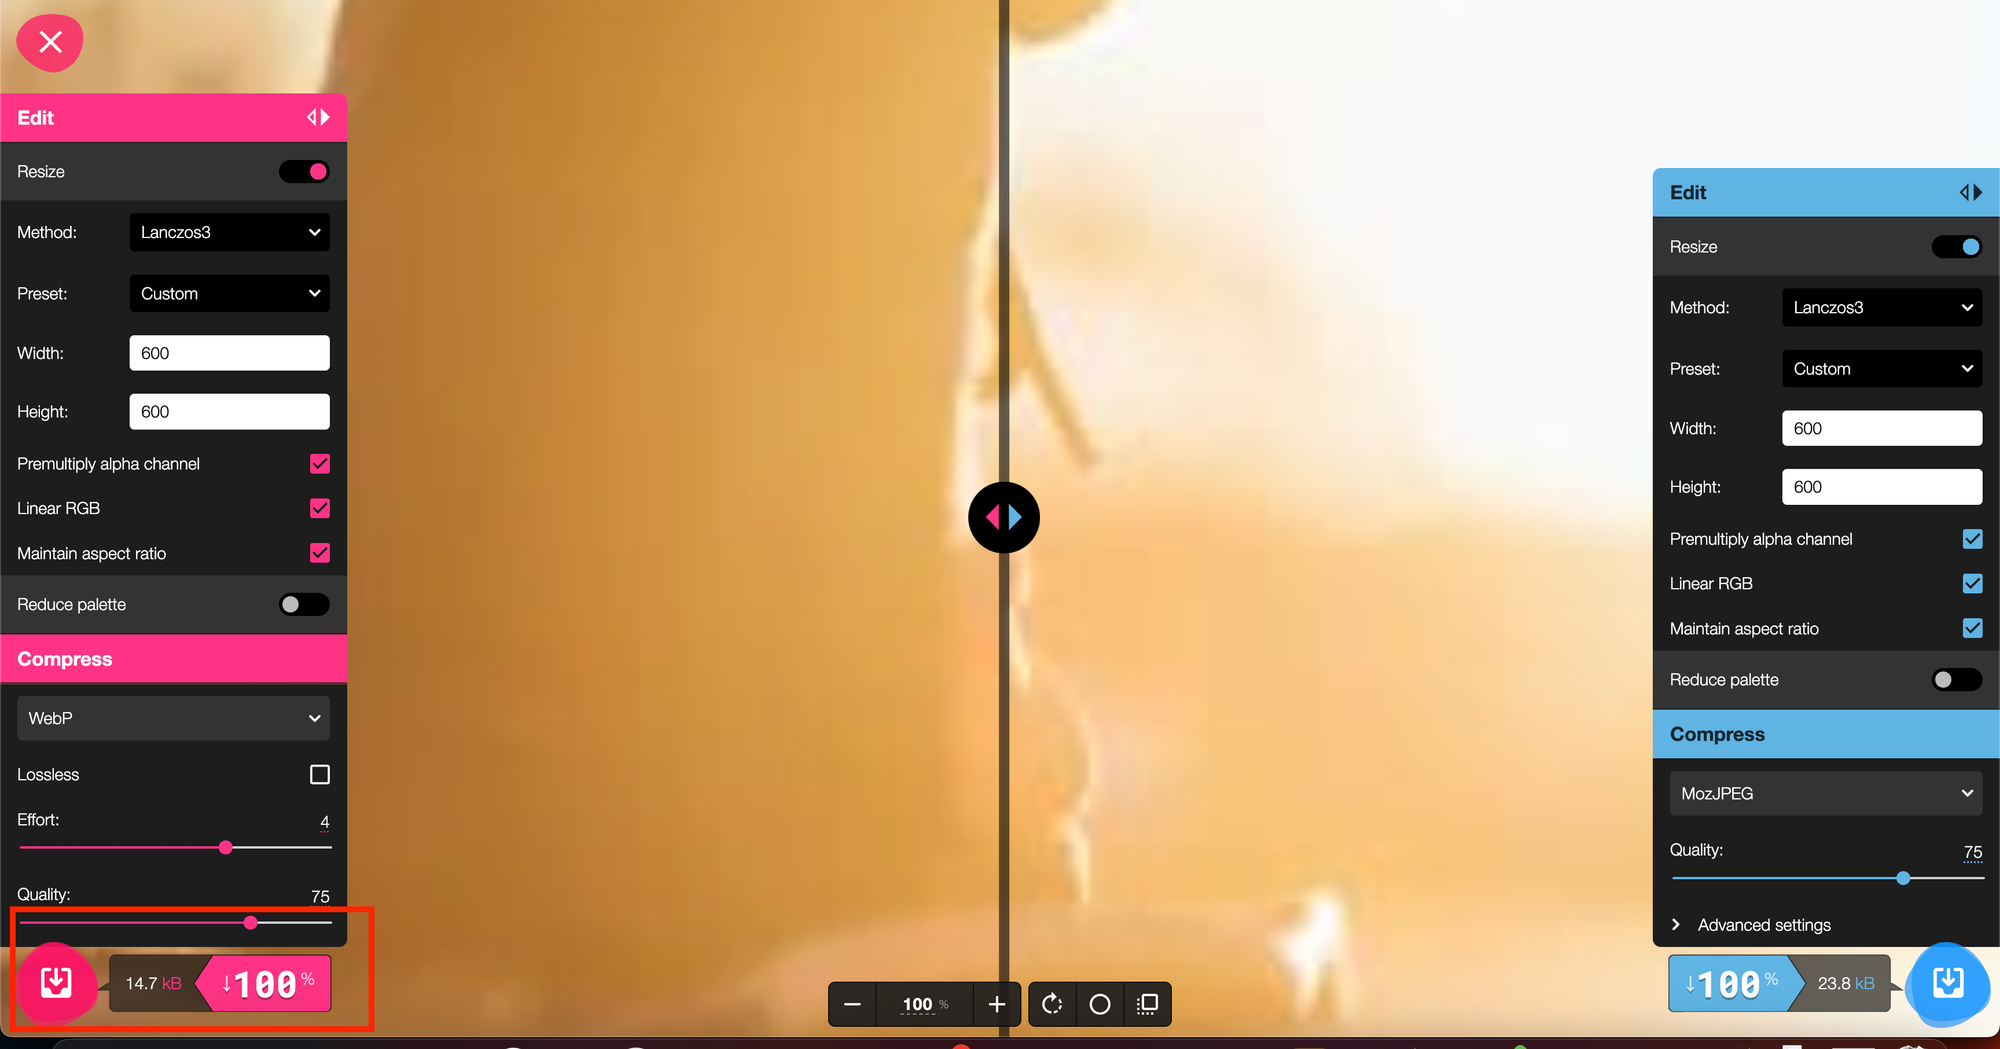 Edit
Resize
Method: Lanczos3
Preset: Custom
Width: 600
Height: 600
Premultiply alpha channel
Linear RGB
Maintain aspect ratio
Reduce palette
Compress
WebP
Lossless
Effort: 4
Quality: 75
14.7 kB ↓100 %
− 100 % +
Edit
Resize
Method: Lanczos3
Preset: Custom
Width: 600
Height: 600
Premultiply alpha channel
Linear RGB
Maintain aspect ratio
Reduce palette
Compress
MozJPEG
Quality: 75
Advanced settings
↓100 % 23.8 kB